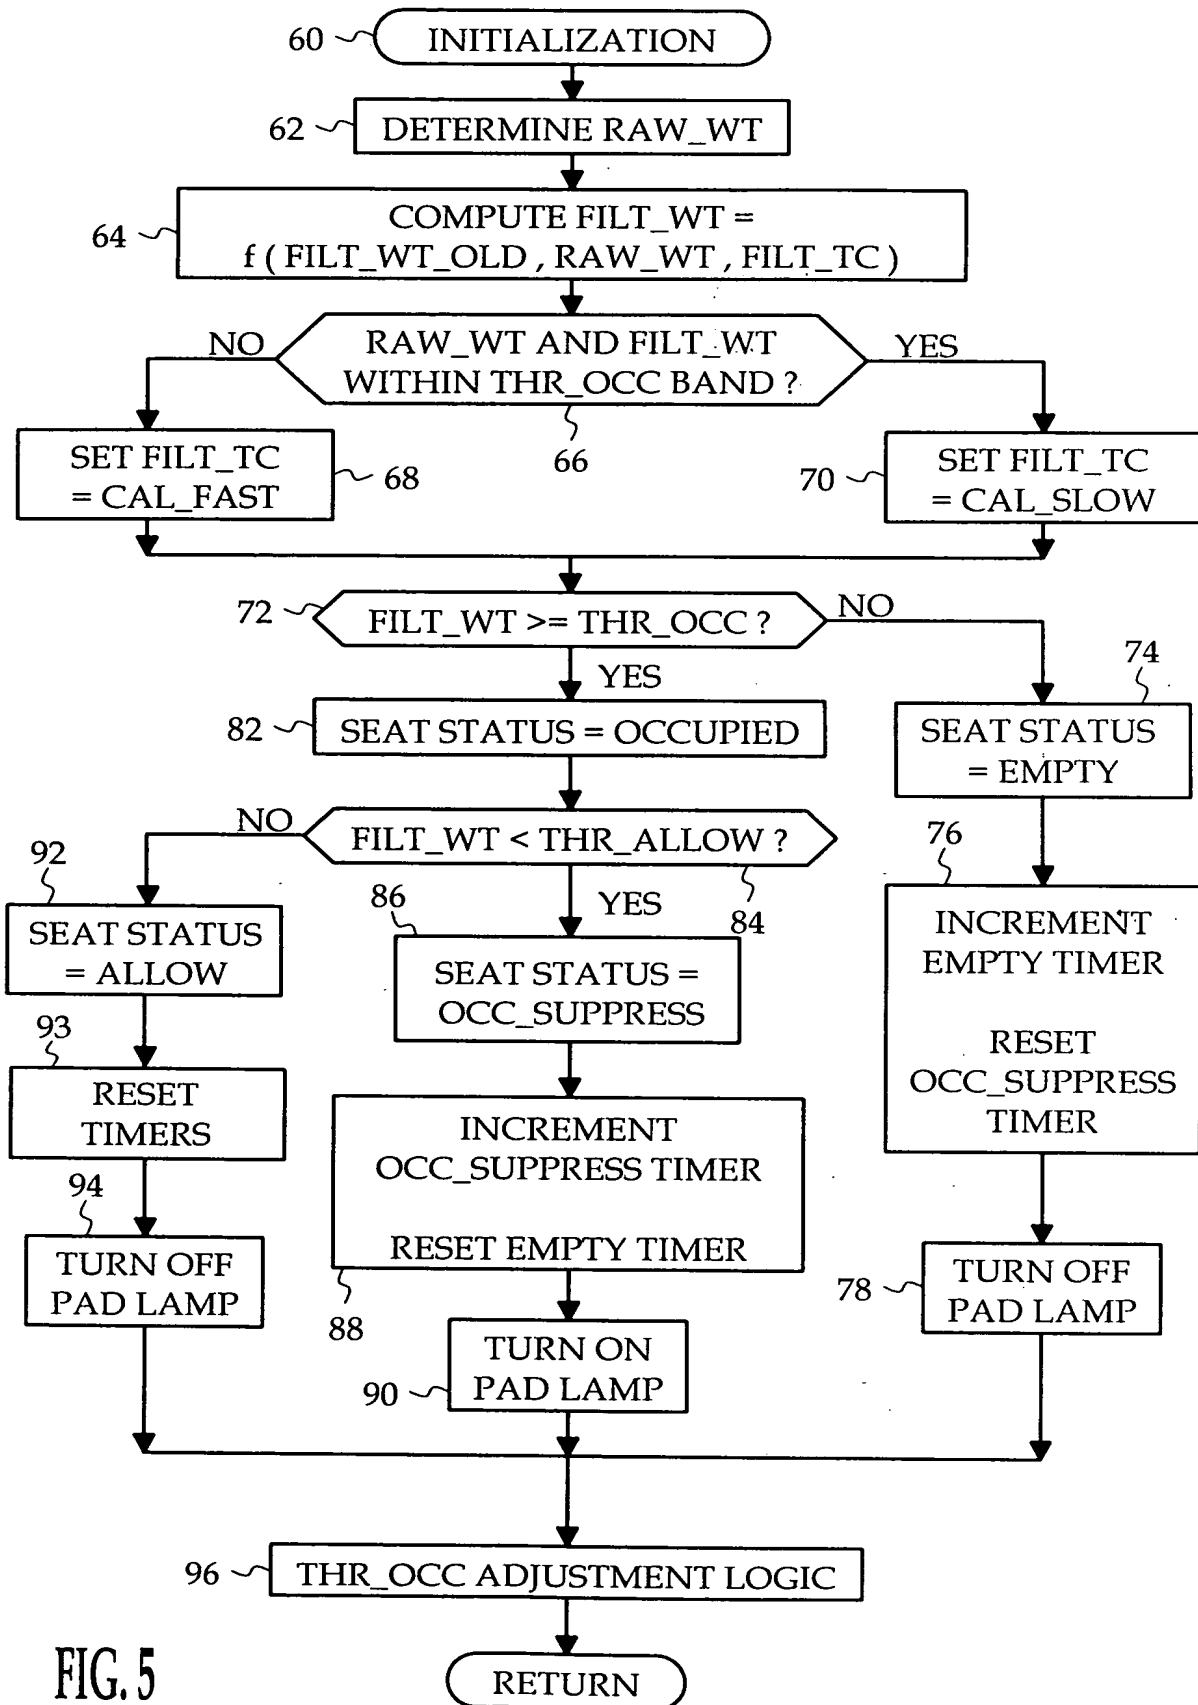 60
INITIALIZATION
62
DETERMINE RAW_WT
64
COMPUTE FILT_WT =
f ( FILT_WT_OLD , RAW_WT , FILT_TC )
NO
RAW_WT AND FILT_WT
WITHIN THR_OCC BAND ?
YES
66
SET FILT_TC
= CAL_FAST
68
70
SET FILT_TC
= CAL_SLOW
72
FILT_WT >= THR_OCC ?
NO
YES
74
82
SEAT STATUS = OCCUPIED
SEAT STATUS
= EMPTY
NO
FILT_WT < THR_ALLOW ?
84
YES
92
SEAT STATUS
= ALLOW
86
SEAT STATUS =
OCC_SUPPRESS
76
INCREMENT
EMPTY TIMER
RESET
OCC_SUPPRESS
TIMER
93
RESET
TIMERS
INCREMENT
OCC_SUPPRESS TIMER
RESET EMPTY TIMER
88
94
TURN OFF
PAD LAMP
78
TURN OFF
PAD LAMP
90
TURN ON
PAD LAMP
96
THR_OCC ADJUSTMENT LOGIC
RETURN
FIG. 5